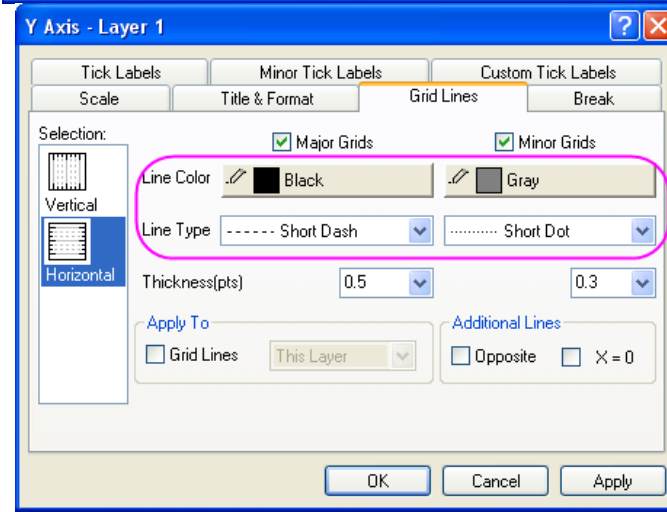 Y Axis - Layer 1
Tick Labels Minor Tick Labels Custom Tick Labels
Scale Title & Format Grid Lines Break
Selection: Major Grids Minor Grids
Line Color Black Gray
Vertical
Line Type Short Dash Short Dot
Horizontal Thickness(pts) 0.5 0.3
Apply To Additional Lines
Grid Lines This Layer Opposite X = 0
OK Cancel Apply